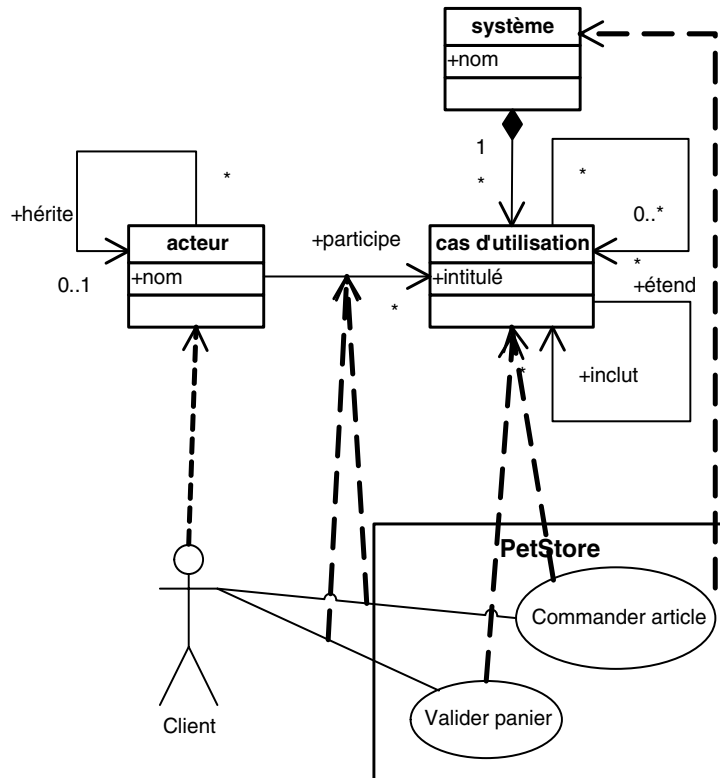 système
+nom
1
*
*
*
+hérite
0..*
acteur
+participe
cas d'utilisation
0..1
+nom
+intitulé
*
*
+étend
*
+inclut
PetStore
Commander article
Client
Valider panier